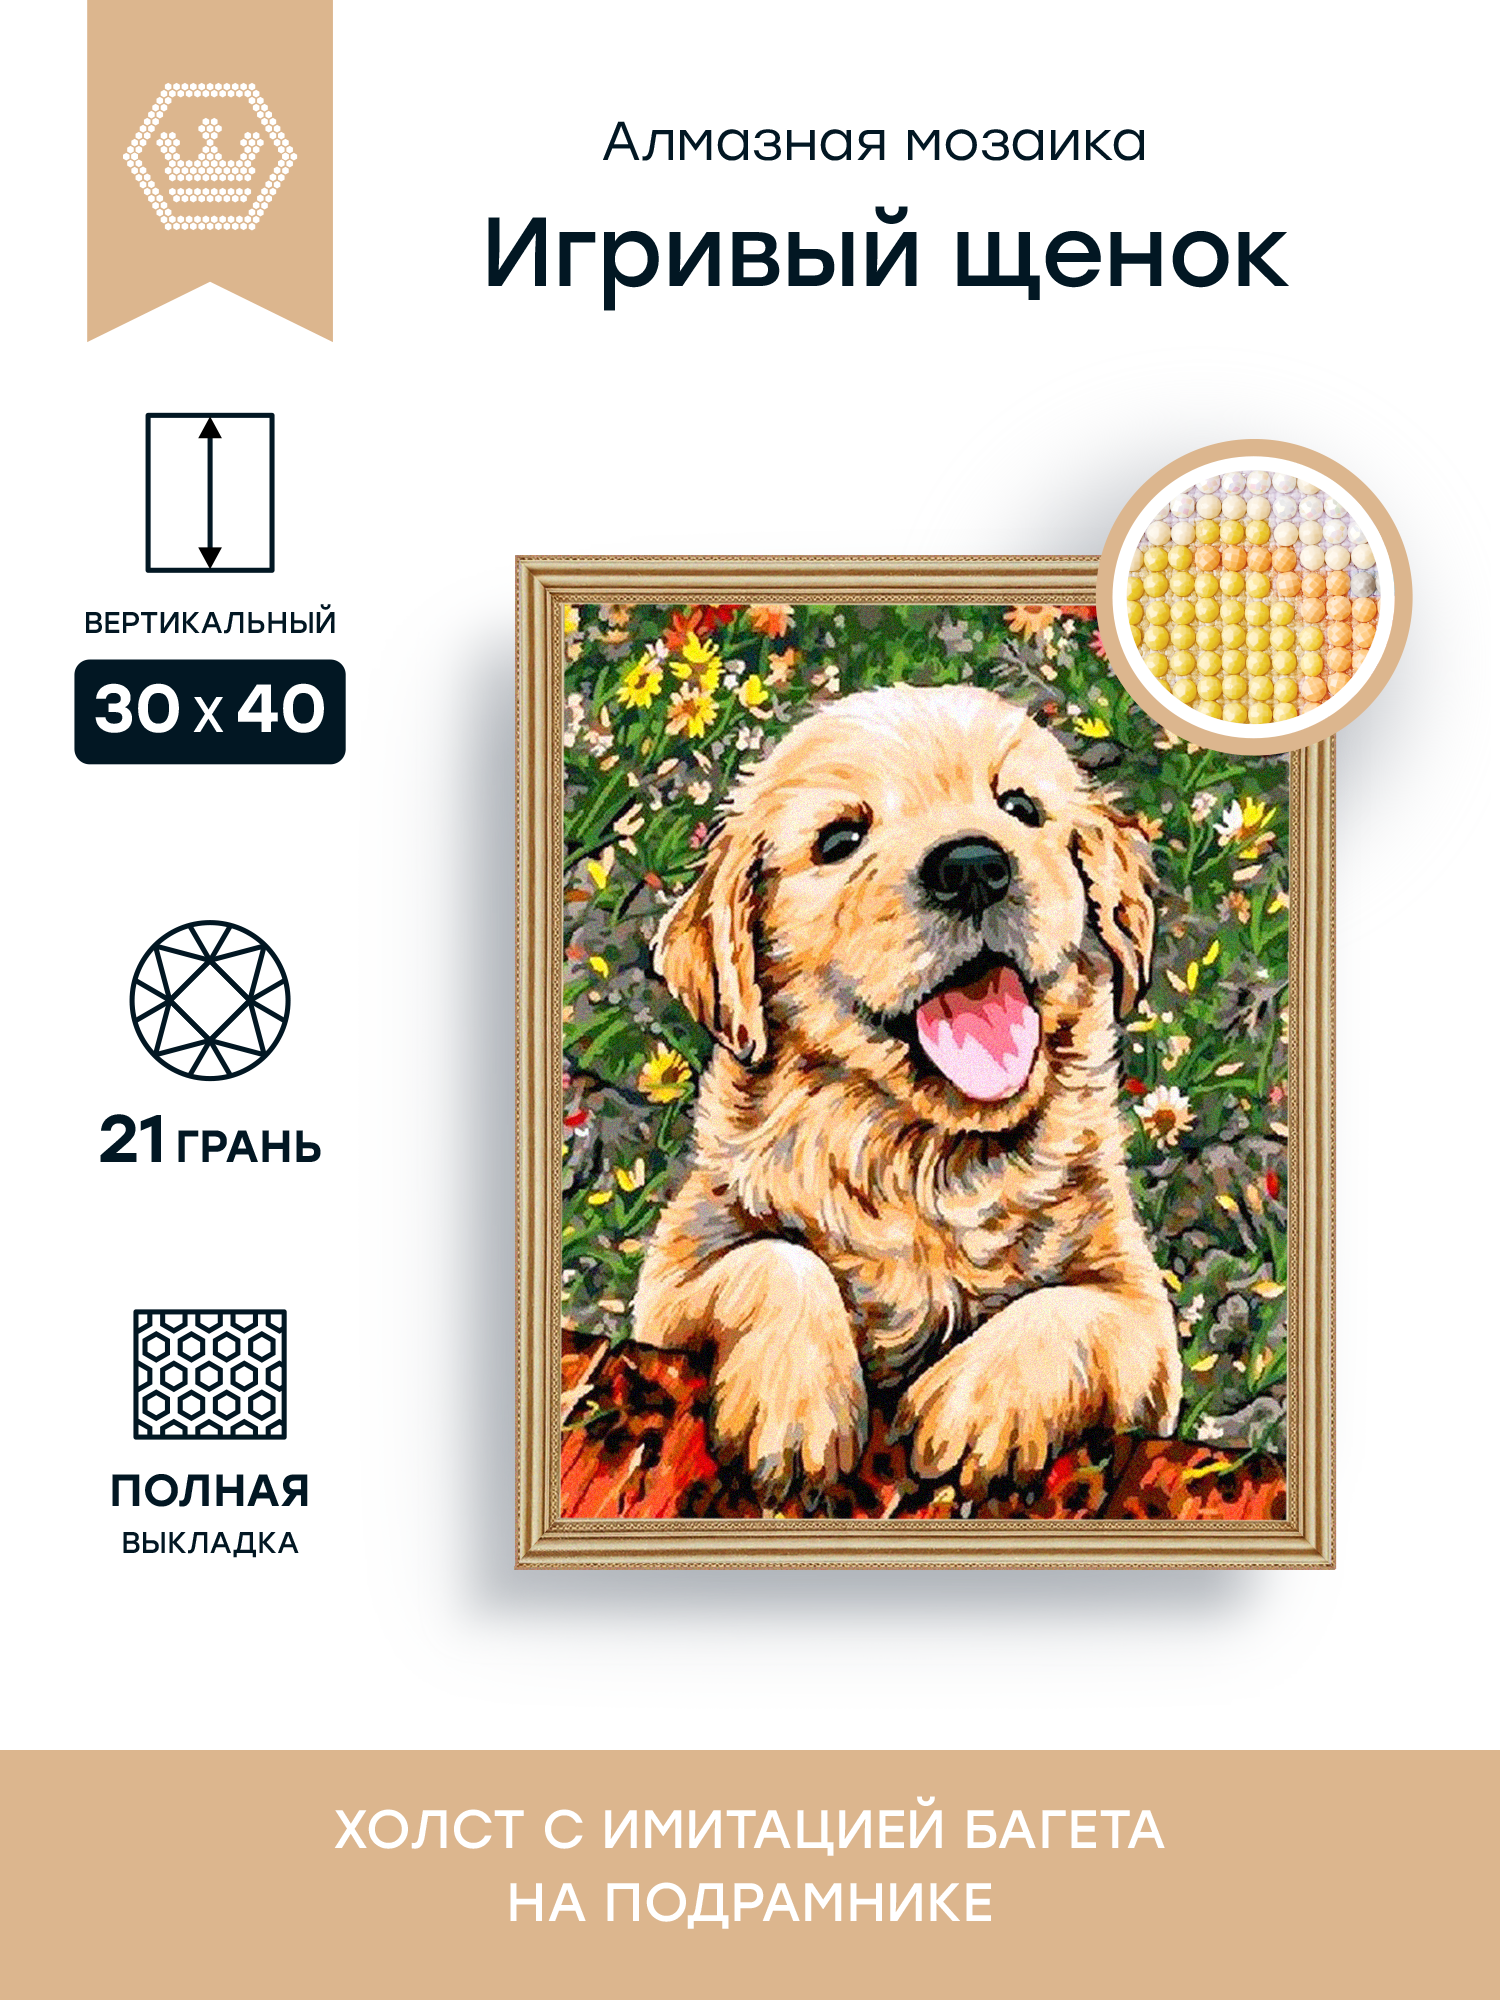 Алмазная мозаика
Игривый щенок
ВЕРТИКАЛЬНЫЙ
30 x 40
21 ГРАНЬ
ПОЛНАЯ
ВЫКЛАДКА
ХОЛСТ С ИМИТАЦИЕЙ БАГЕТА
НА ПОДРАМНИКЕ